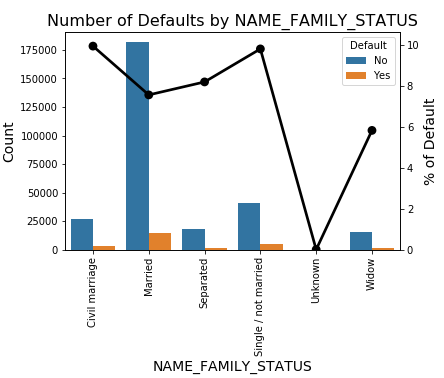 Number of Defaults by NAME_FAMILY_STATUS
Default
No
Yes
Count
175000
150000
125000
100000
75000
50000
25000
0
% of Default
10
8
6
4
2
0
Civil marriage
Married
Separated
Single / not married
Unknown
Widow
NAME_FAMILY_STATUS